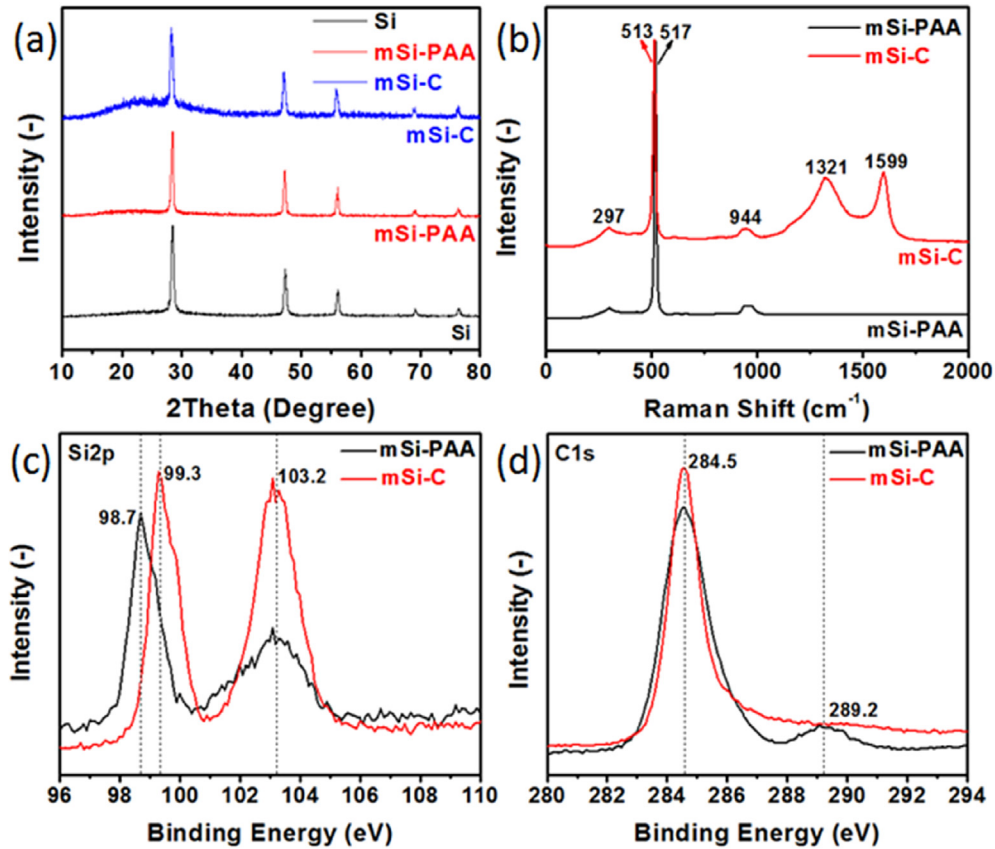 (a)
Si
mSi-PAA
mSi-C
mSi-C
mSi-PAA
Si
Intensity (-)
10 20 30 40 50 60 70 80
2Theta (Degree)
(b)
513 517
mSi-PAA
mSi-C
297
944
1321
1599
mSi-C
mSi-PAA
Intensity (-)
0 500 1000 1500 2000
Raman Shift (cm-1)
(c)
Si2p
mSi-PAA
mSi-C
98.7
99.3
103.2
Intensity (-)
96 98 100 102 104 106 108 110
Binding Energy (eV)
(d)
C1s
mSi-PAA
mSi-C
284.5
289.2
Intensity (-)
280 282 284 286 288 290 292 294
Binding Energy (eV)